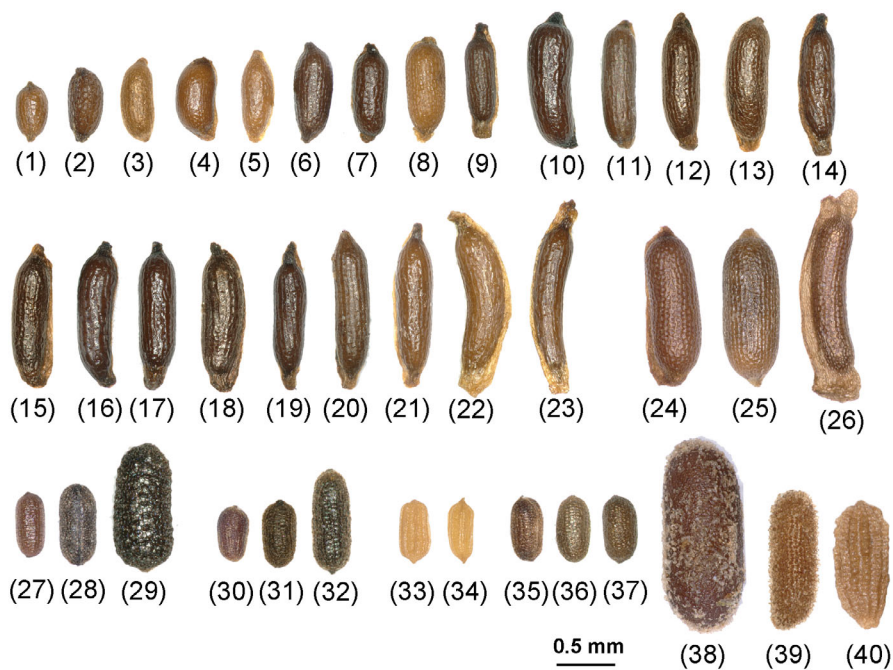 (1) (2) (3) (4) (5) (6) (7) (8) (9) (10) (11) (12) (13) (14)
(15) (16) (17) (18) (19) (20) (21) (22) (23) (24) (25) (26)
(27) (28) (29) (30) (31) (32) (33) (34) (35) (36) (37)
0.5 mm
(38) (39) (40)